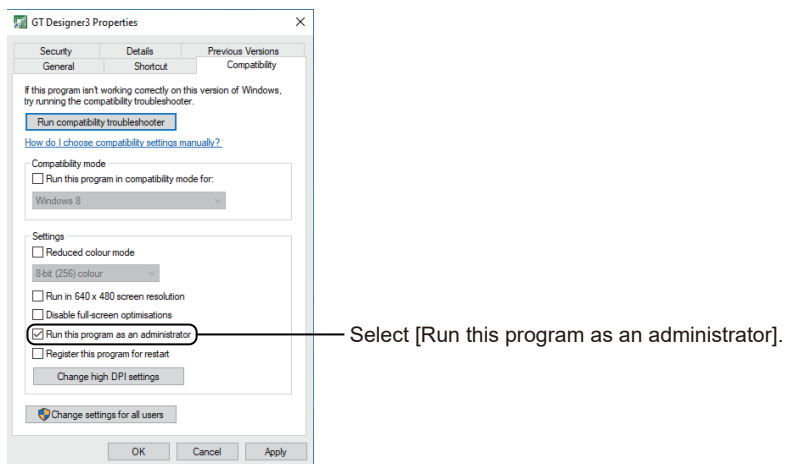 GT Designer3 Properties
Security Details Previous Versions
General Shortcut Compatibility
If this program isn't working correctly on this version of Windows,
try running the compatibility troubleshooter.
Run compatibility troubleshooter
How do I choose compatibility settings manually?
Compatibility mode
Run this program in compatibility mode for:
Windows 8
Settings
Reduced colour mode
8-bit (256) colour
Run in 640 x 480 screen resolution
Disable full-screen optimisations
Run this program as an administrator
Select [Run this program as an administrator].
Register this program for restart
Change high DPI settings
Change settings for all users
OK Cancel Apply